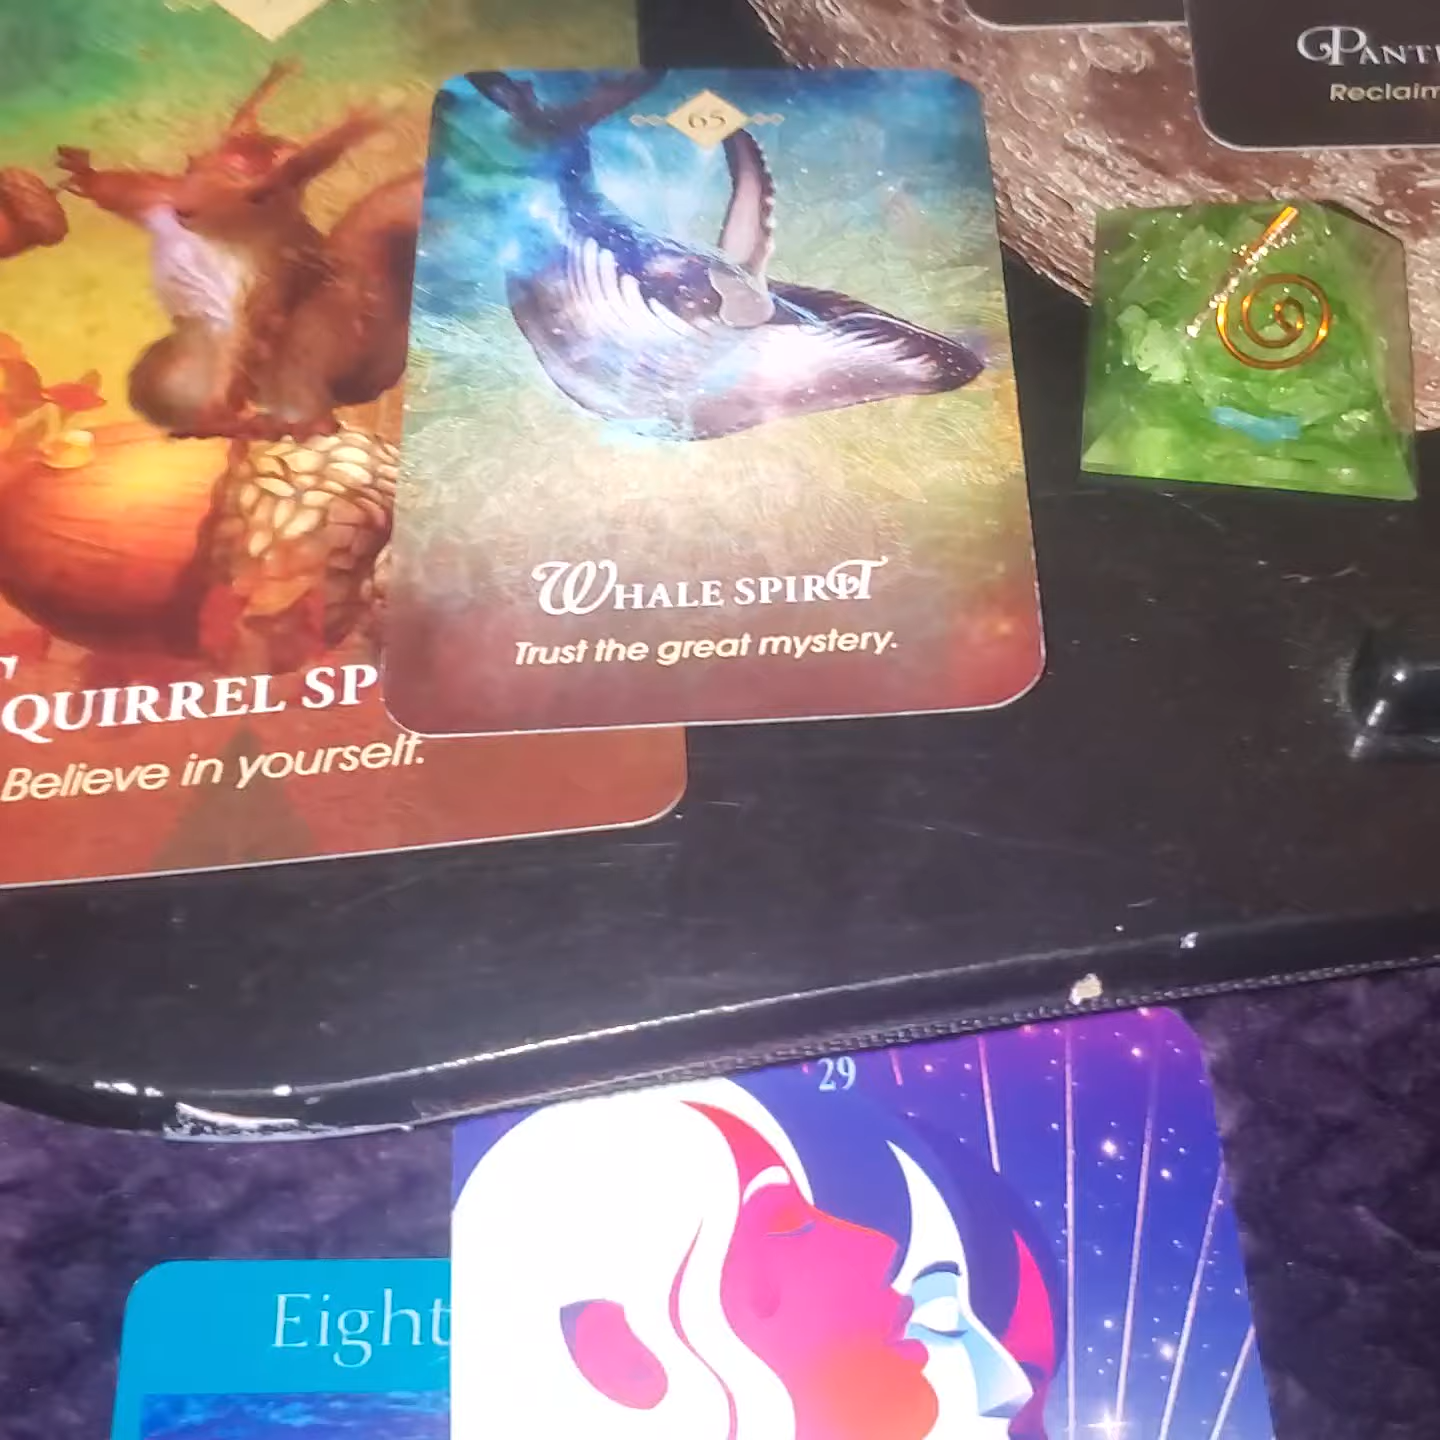 65
WHALE SPIRIT
Trust the great mystery.
QUIRREL SP
Believe in yourself.
PANT
Reclaim
29
Eight